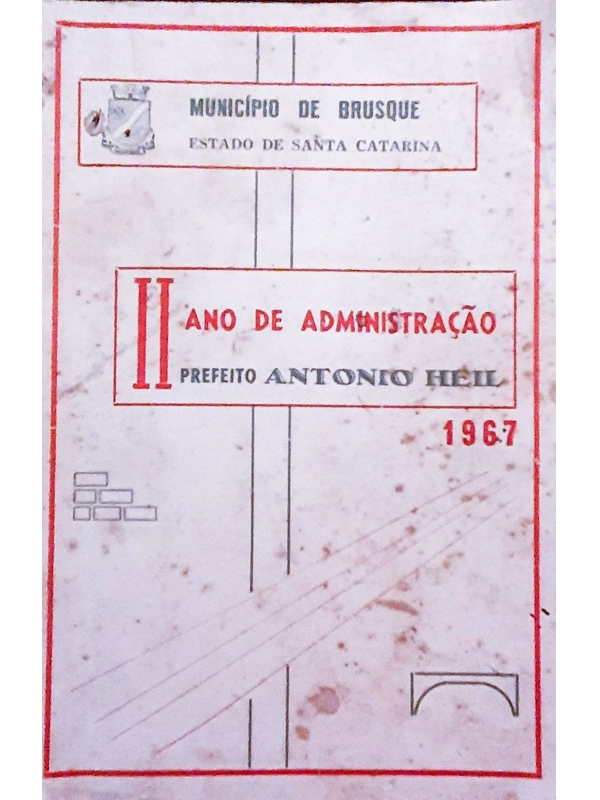 MUNICÍPIO DE BRUSQUE
ESTADO DE SANTA CATARINA
II ANO DE ADMINISTRAÇÃO
PREFEITO ANTONIO HEIL
1967